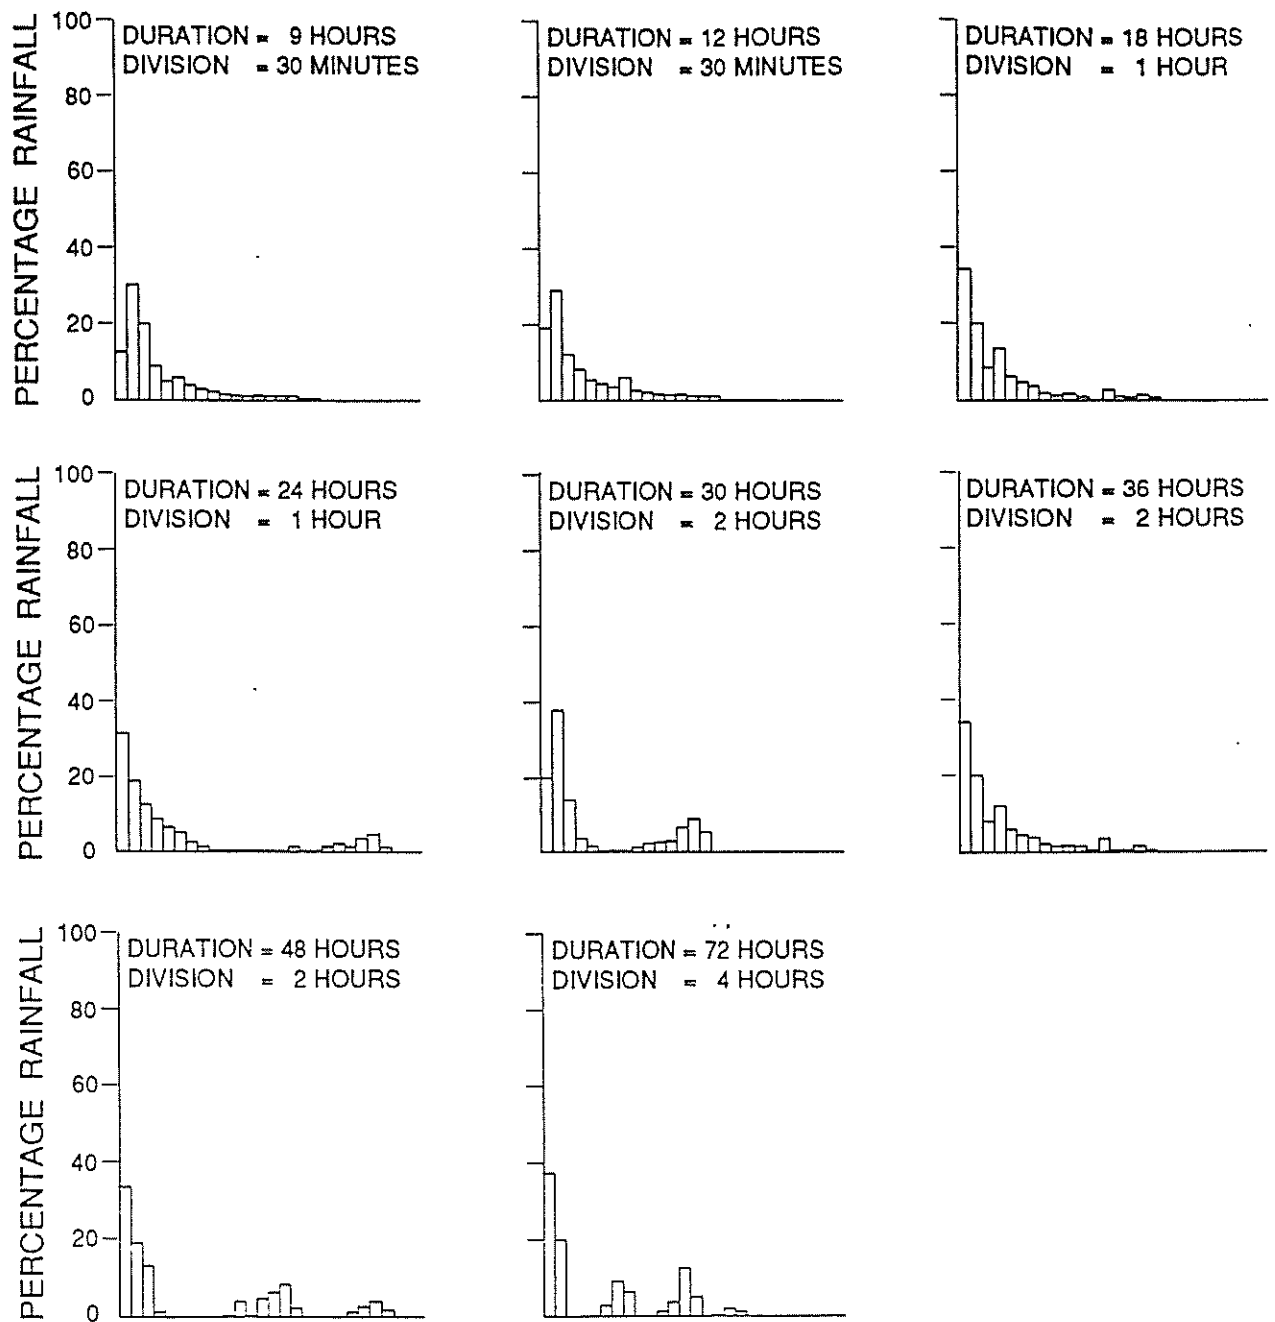 PERCENTAGE RAINFALL
100
80
60
40
20
0
DURATION = 9 HOURS
DIVISION = 30 MINUTES
DURATION = 12 HOURS
DIVISION = 30 MINUTES
DURATION = 18 HOURS
DIVISION = 1 HOUR
PERCENTAGE RAINFALL
100
80
60
40
20
0
DURATION = 24 HOURS
DIVISION = 1 HOUR
DURATION = 30 HOURS
DIVISION = 2 HOURS
DURATION = 36 HOURS
DIVISION = 2 HOURS
PERCENTAGE RAINFALL
100
80
60
40
20
0
DURATION = 48 HOURS
DIVISION = 2 HOURS
DURATION = 72 HOURS
DIVISION = 4 HOURS